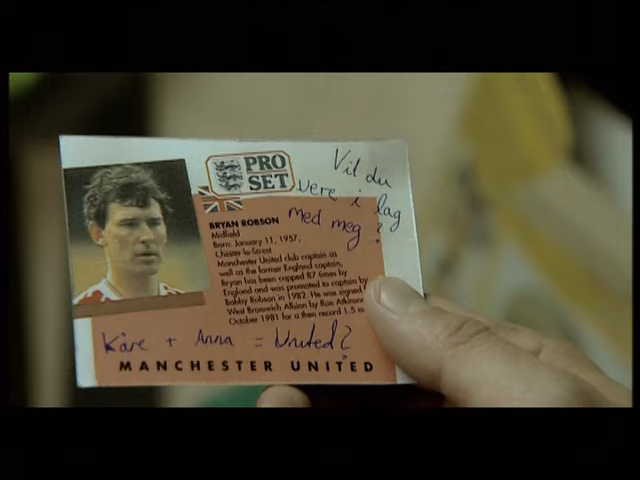 PRO
SET
Vil du
være i lag
med meg?
BRYAN ROBSON
Midfield
Born: January 11, 1957,
Chester-le-Street
Manchester United club captain as
well as the former England captain,
Bryan has been capped 87 times by
England and was promoted to captain by
Bobby Robson in 1982. He was signed
West Bromwich Albion by Ron Atkinson
October 1981 for a then record 1.5 m
Kåre + Anna = United?
MANCHESTER UNITED